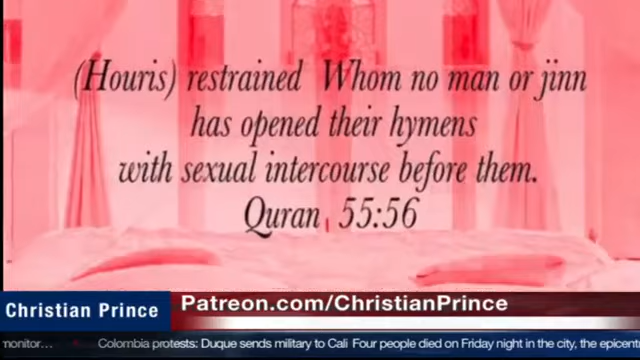 (Houris) restrained Whom no man or jinn
has opened their hymens
with sexual intercourse before them.
Quran 55:56
Christian Prince
Patreon.com/ChristianPrince
monitor... Colombia protests: Duque sends military to Cali Four people died on Friday night in the city, the epicent